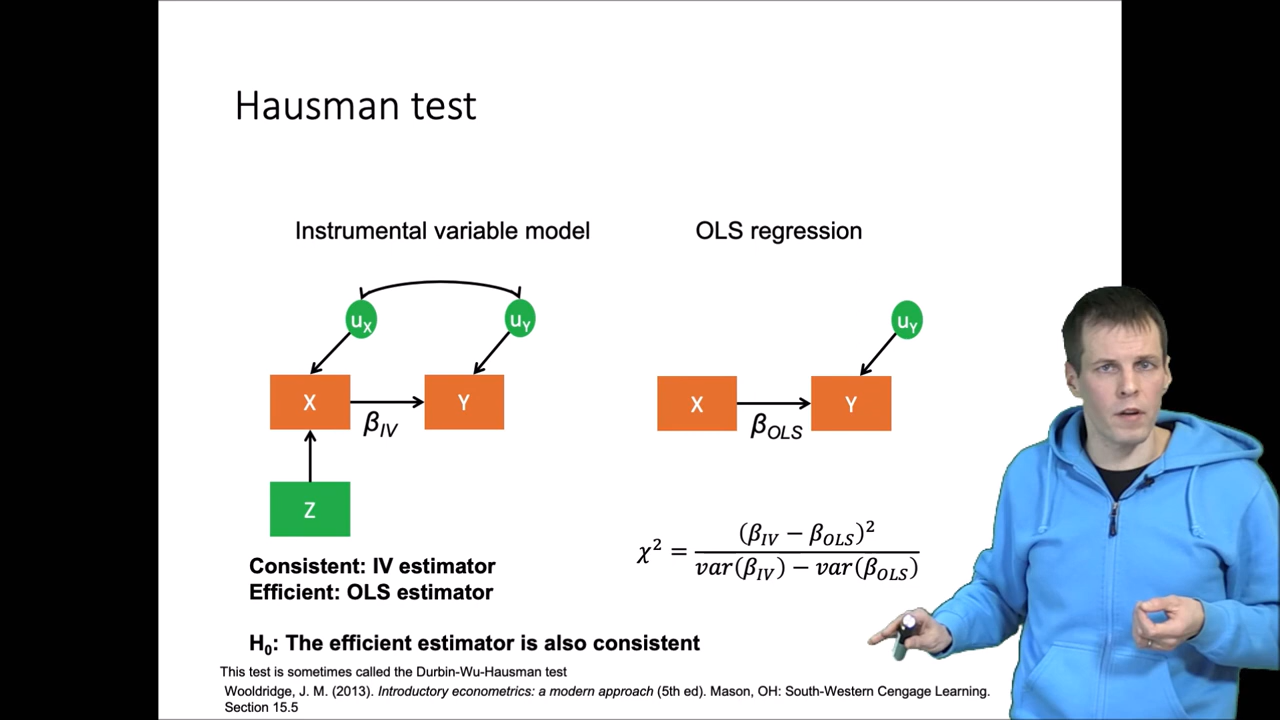 Hausman test
Instrumental variable model
OLS regression
uX
uY
uY
X
Y
X
Y
βIV
βOLS
Z
χ² = (βIV − βOLS)² / var(βIV) − var(βOLS)
Consistent: IV estimator
Efficient: OLS estimator
H₀: The efficient estimator is also consistent
This test is sometimes called the Durbin-Wu-Hausman test
Wooldridge, J. M. (2013). Introductory econometrics: a modern approach (5th ed). Mason, OH: South-Western Cengage Learning.
Section 15.5